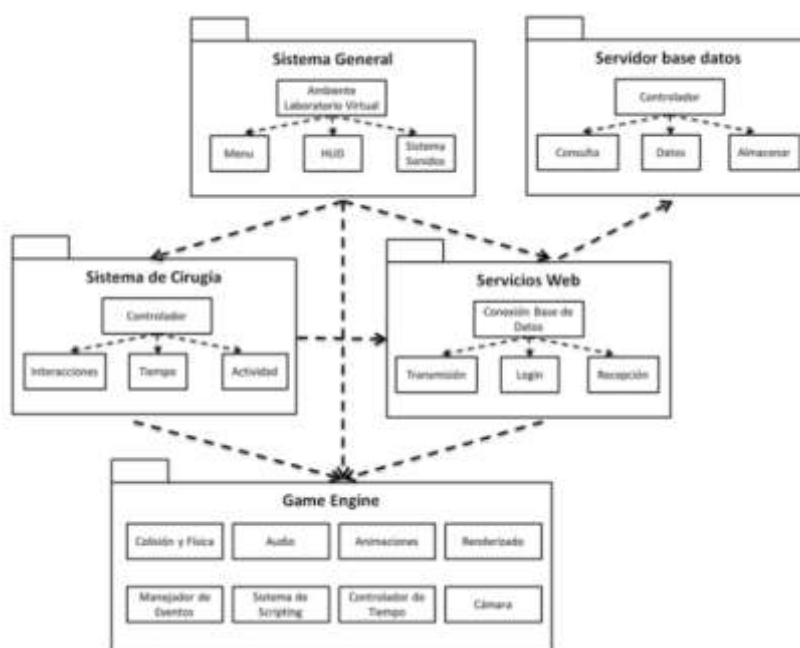 Sistema General
Ambiente
Laboratorio Virtual
Menu
HUD
Sistema
Sonidos
Servidor base datos
Controlador
Consulta
Datos
Almacenar
Sistema de Cirugía
Controlador
Interacciones
Tiempo
Actividad
Servicios Web
Conexión Base de
Datos
Transmisión
Login
Recepción
Game Engine
Colisión y Física
Audio
Animaciones
Renderizado
Manejador de
Eventos
Sistema de
Scripting
Controlador de
Tiempo
Cámara